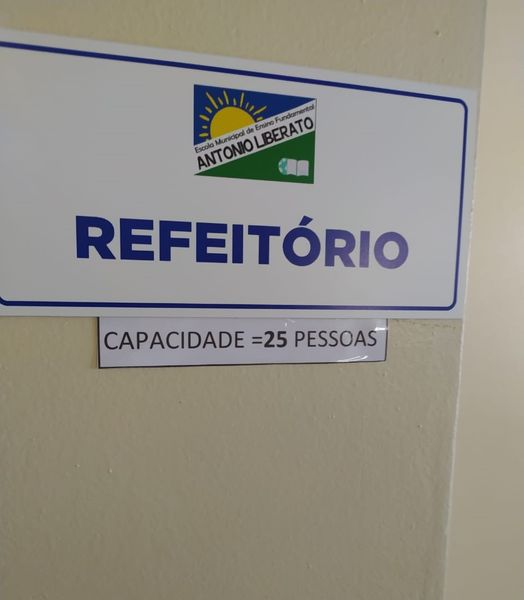 Escola Municipal de Ensino Fundamental
ANTONIO LIBERATO
REFEITÓRIO
CAPACIDADE =25 PESSOAS